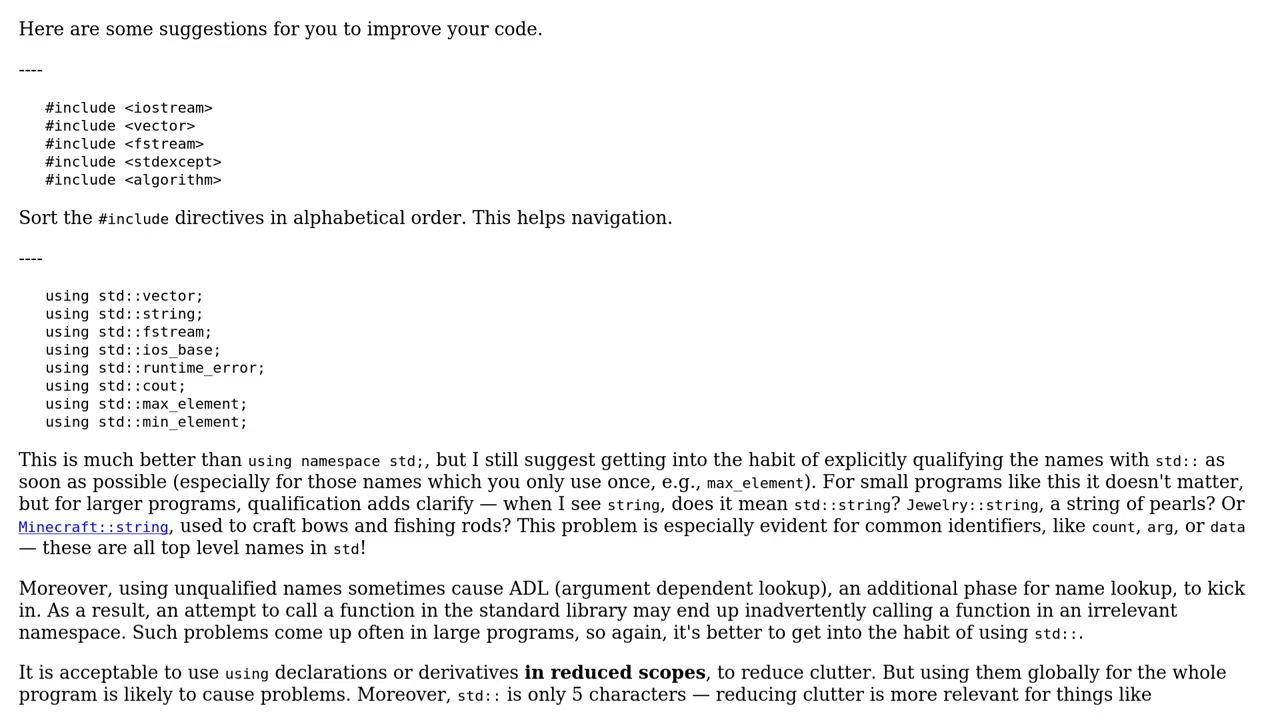 Here are some suggestions for you to improve your code.
----
#include <iostream>
#include <vector>
#include <fstream>
#include <stdexcept>
#include <algorithm>
Sort the #include directives in alphabetical order. This helps navigation.
----
using std::vector;
using std::string;
using std::fstream;
using std::ios_base;
using std::runtime_error;
using std::cout;
using std::max_element;
using std::min_element;
This is much better than using namespace std;, but I still suggest getting into the habit of explicitly qualifying the names with std:: as
soon as possible (especially for those names which you only use once, e.g., max_element). For small programs like this it doesn't matter,
but for larger programs, qualification adds clarify — when I see string, does it mean std::string? Jewelry::string, a string of pearls? Or
Minecraft::string, used to craft bows and fishing rods? This problem is especially evident for common identifiers, like count, arg, or data
— these are all top level names in std!
Moreover, using unqualified names sometimes cause ADL (argument dependent lookup), an additional phase for name lookup, to kick
in. As a result, an attempt to call a function in the standard library may end up inadvertently calling a function in an irrelevant
namespace. Such problems come up often in large programs, so again, it's better to get into the habit of using std::.
It is acceptable to use using declarations or derivatives in reduced scopes, to reduce clutter. But using them globally for the whole
program is likely to cause problems. Moreover, std:: is only 5 characters — reducing clutter is more relevant for things like